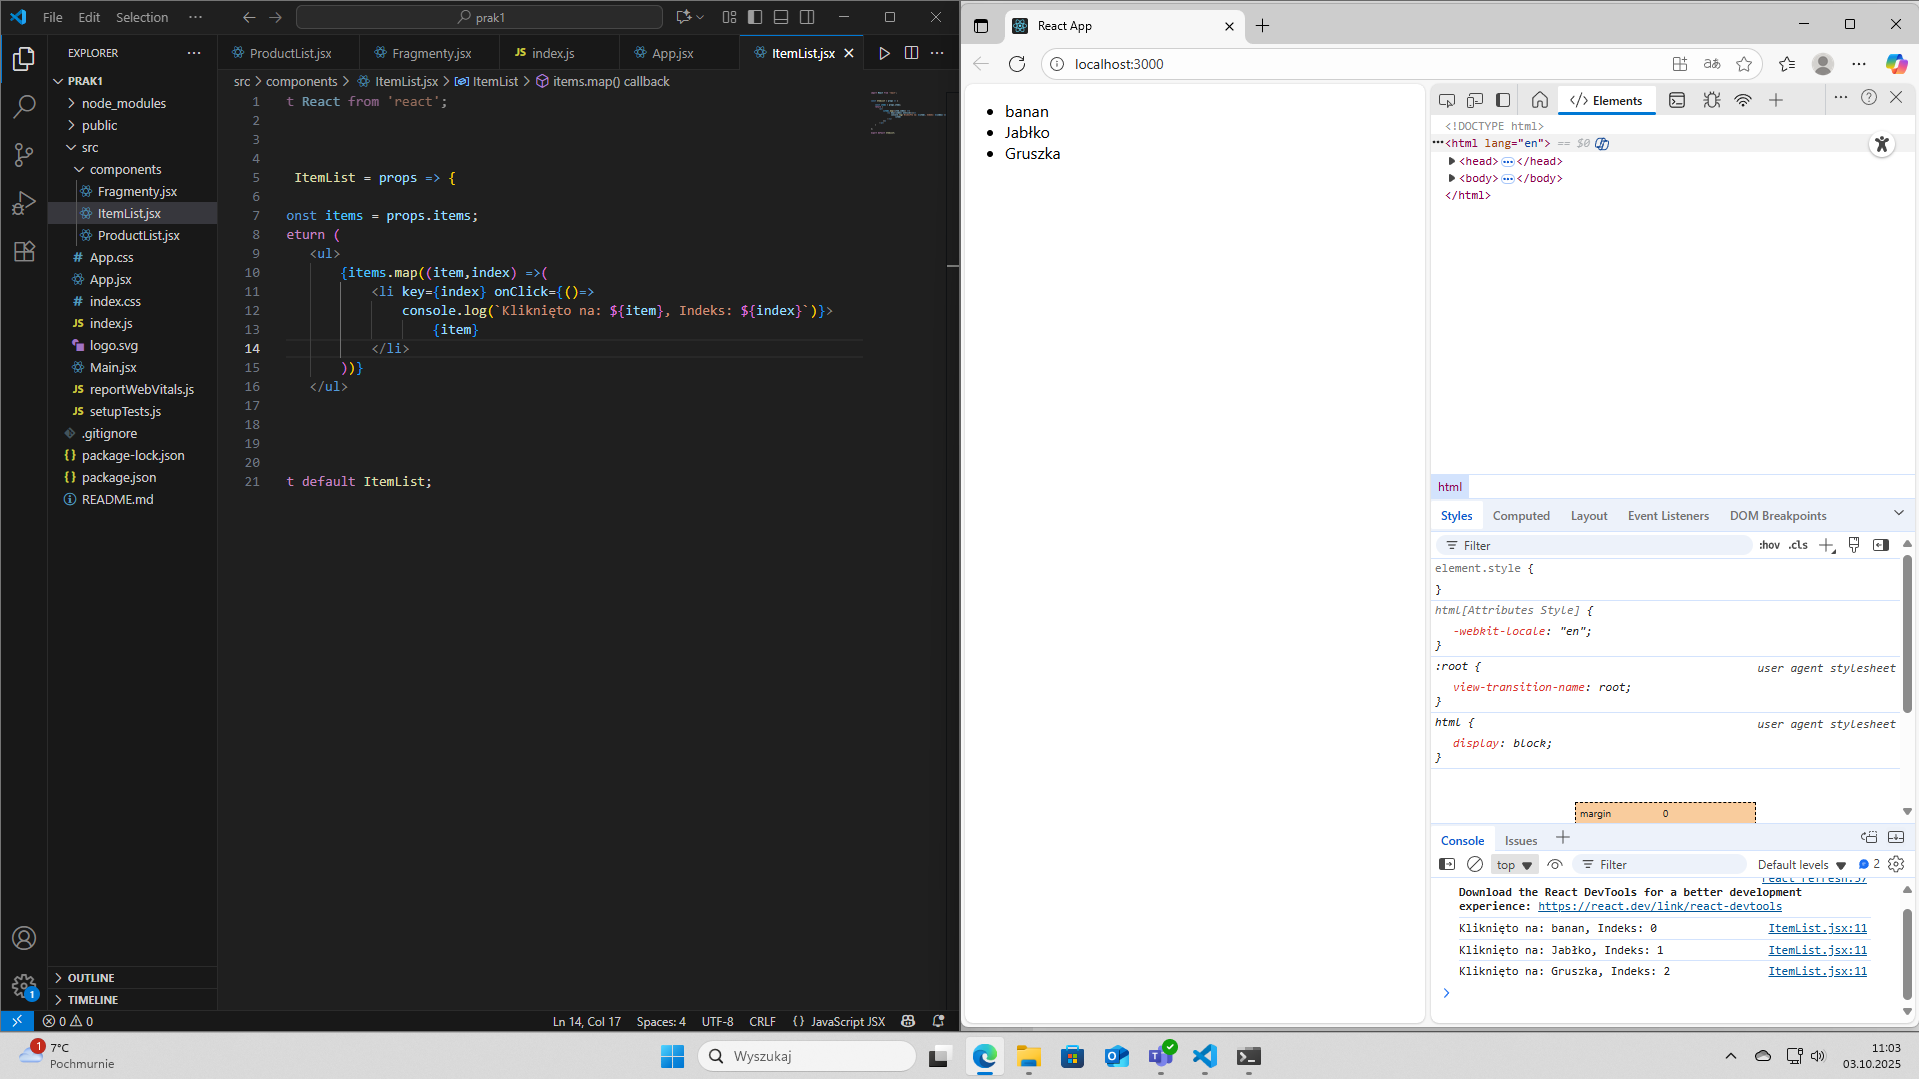 File Edit Selection ··· prak1
EXPLORER ···
PRAK1
node_modules
public
src
components
Fragmenty.jsx
ItemList.jsx
ProductList.jsx
App.css
App.jsx
index.css
index.js
logo.svg
Main.jsx
reportWebVitals.js
setupTests.js
.gitignore
package-lock.json
package.json
README.md
OUTLINE
TIMELINE
ProductList.jsx Fragmenty.jsx JS index.js App.jsx ItemList.jsx
src > components > ItemList.jsx > ItemList > items.map() callback
1 t React from 'react';
2
3
4
5 ItemList = props => {
6
7 onst items = props.items;
8 eturn (
9 <ul>
10 {items.map((item,index) =>(
11 <li key={index} onClick={()=>
12 console.log(`Kliknięto na: ${item}, Indeks: ${index}`)}>
13 {item}
14 </li>
15 ))}
16 </ul>
17
18
19
20
21 t default ItemList;
0 0 Ln 14, Col 17 Spaces: 4 UTF-8 CRLF {} JavaScript JSX
React App
localhost:3000
banan
Jabłko
Gruszka
Elements
<!DOCTYPE html>
···<html lang="en"> == $0
<head>···</head>
<body>···</body>
</html>
html
Styles Computed Layout Event Listeners DOM Breakpoints
Filter :hov .cls
element.style {
}
html[Attributes Style] {
-webkit-locale: "en";
}
:root { user agent stylesheet
view-transition-name: root;
}
html { user agent stylesheet
display: block;
}
margin 0
Console Issues
top Filter Default levels 2
react refresh:37
Download the React DevTools for a better development
experience: https://react.dev/link/react-devtools
Kliknięto na: banan, Indeks: 0 ItemList.jsx:11
Kliknięto na: Jabłko, Indeks: 1 ItemList.jsx:11
Kliknięto na: Gruszka, Indeks: 2 ItemList.jsx:11
1
7°C
Pochmurnie
Wyszukaj
11:03
03.10.2025